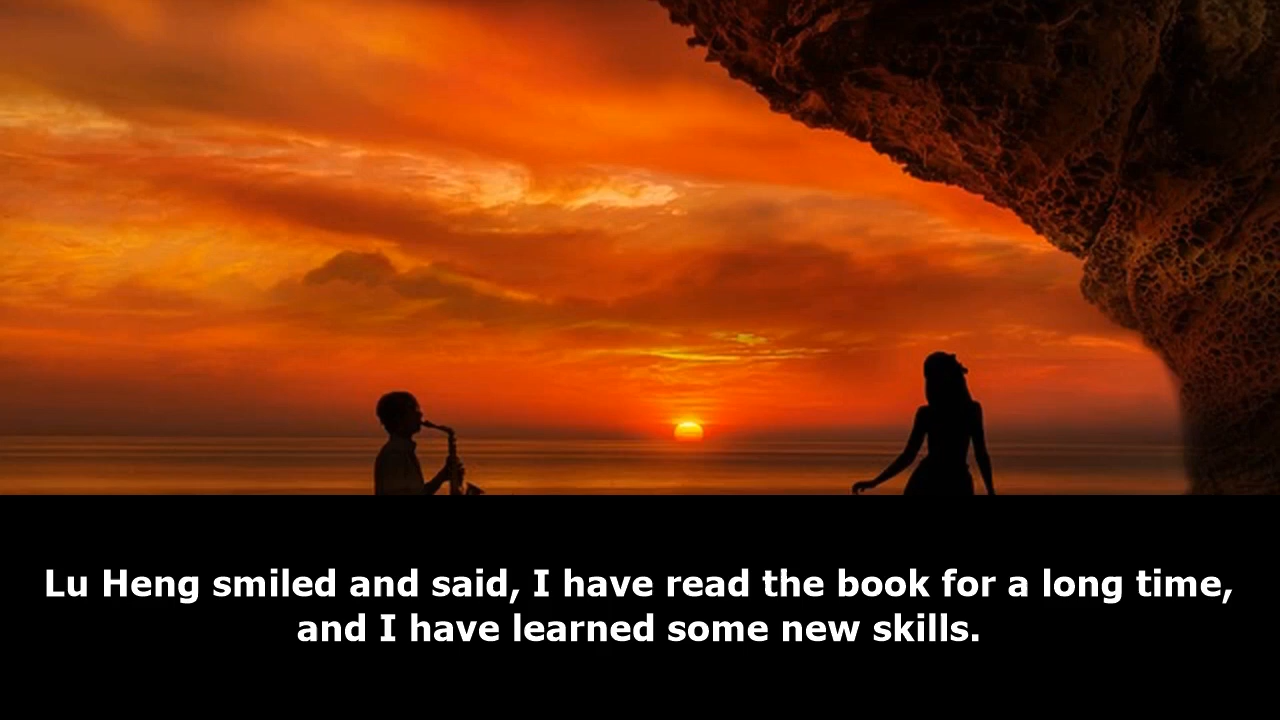 Lu Heng smiled and said, I have read the book for a long time,
and I have learned some new skills.